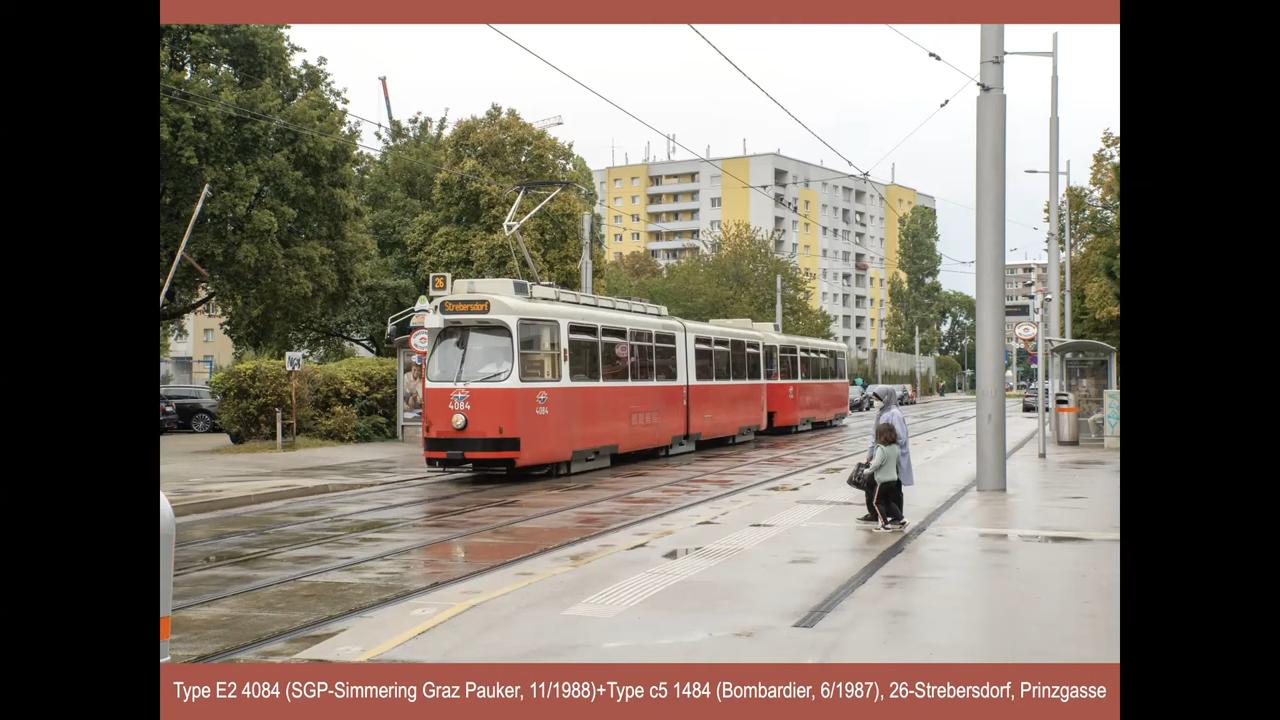 26
Strebersdorf
4084
4084
Type E2 4084 (SGP-Simmering Graz Pauker, 11/1988)+Type c5 1484 (Bombardier, 6/1987), 26-Strebersdorf, Prinzgasse